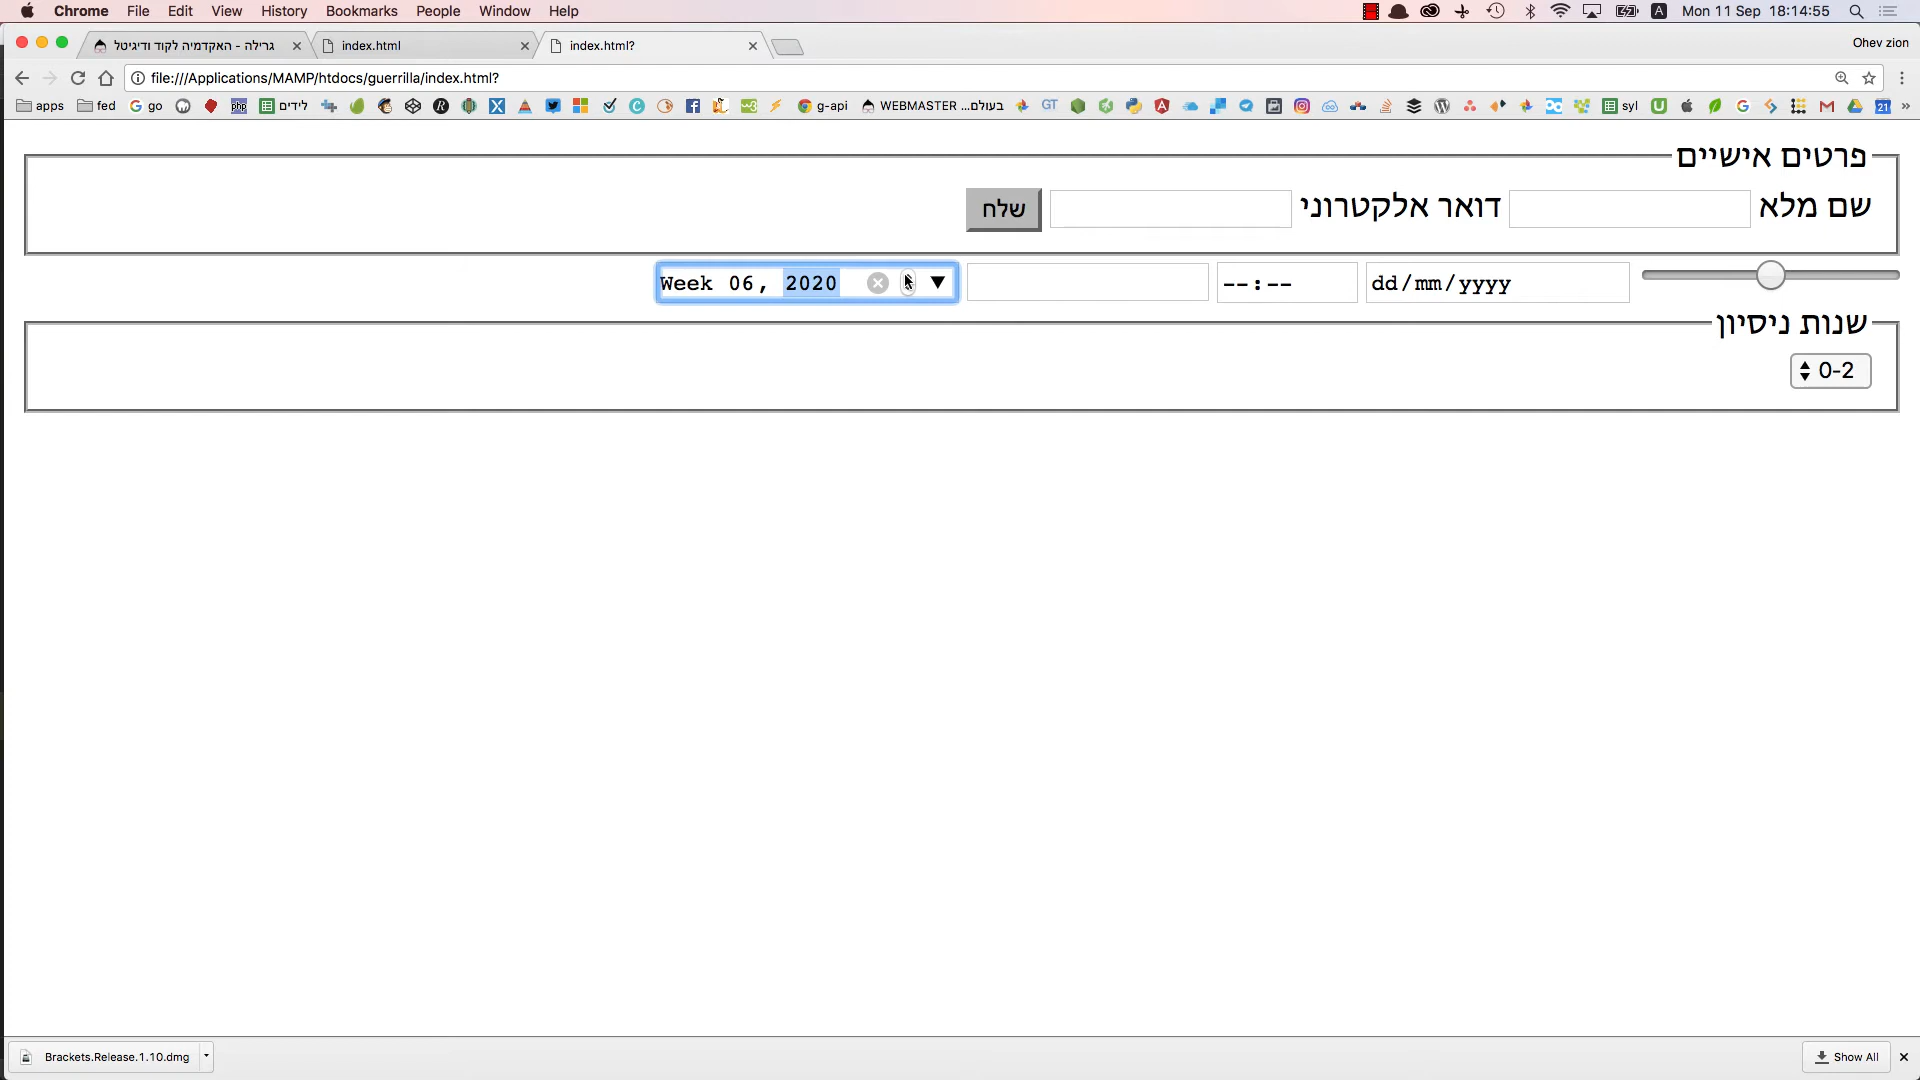 Chrome File Edit View History Bookmarks People Window Help
A Mon 11 Sep 18:14:55
גרילה - האקדמיה לקוד ודיגיטל
index.html
index.html?
Ohev zion
file:///Applications/MAMP/htdocs/guerrilla/index.html?
apps fed go php לידים g-api WEBMASTER ...בעולם GT syl 21 »
פרטים אישיים
שם מלא
דואר אלקטרוני
שלח
dd/mm/yyyy
--:--
Week 06, 2020
שנות ניסיון
0-2
Brackets.Release.1.10.dmg
Show All